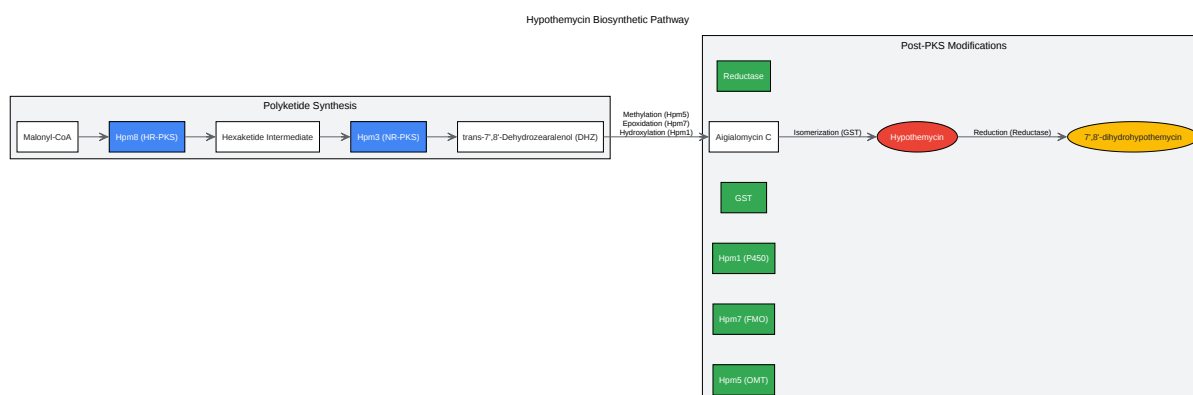 Hypothemycin Biosynthetic Pathway
Polyketide Synthesis
Malonyl-CoA
Hpm8 (HR-PKS)
Hexaketide Intermediate
Hpm3 (NR-PKS)
trans-7',8'-Dehydrozearalenol (DHZ)
Methylation (Hpm5)
Epoxidation (Hpm7)
Hydroxylation (Hpm1)
Post-PKS Modifications
Reductase
Aigialomycin C
Isomerization (GST)
Hypothemycin
Reduction (Reductase)
7',8'-dihydrohypothemycin
GST
Hpm1 (P450)
Hpm7 (FMO)
Hpm5 (OMT)